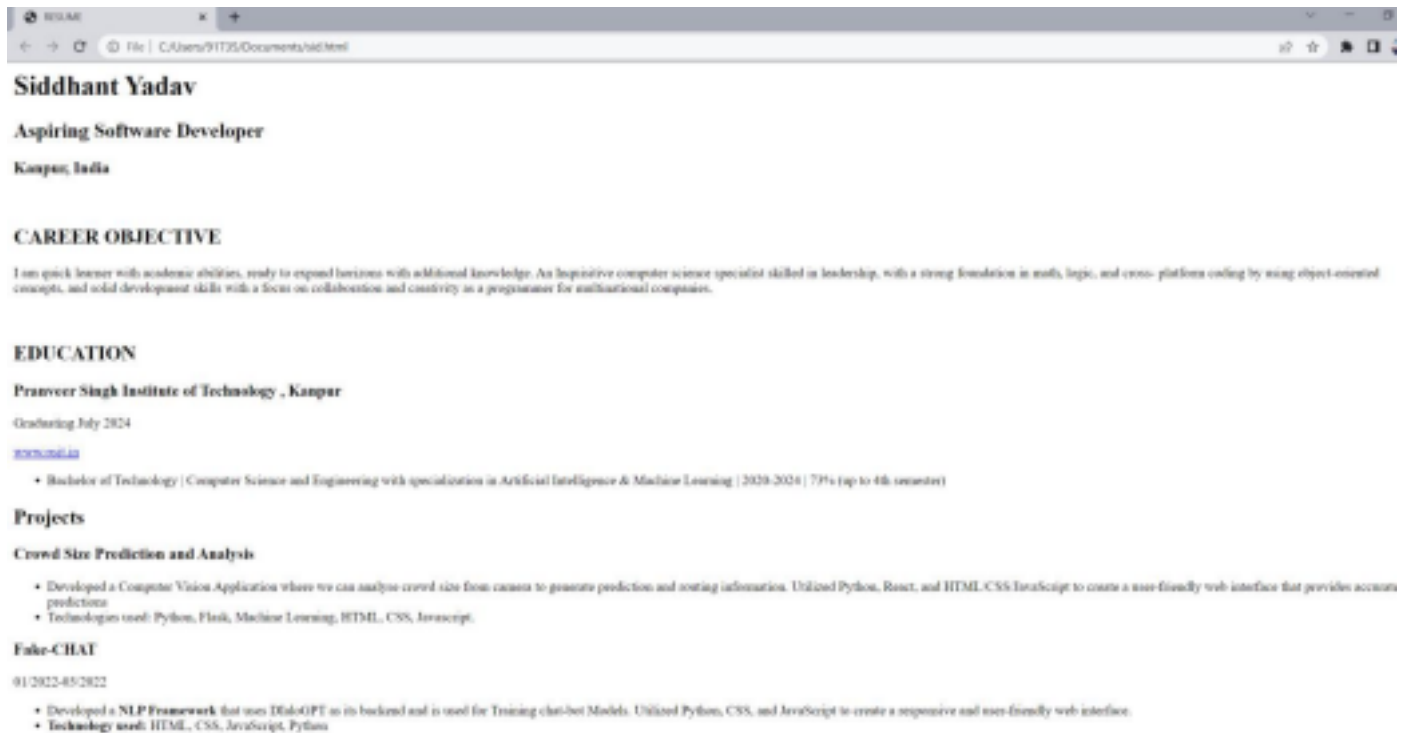 RESUME
File | C:/Users/91735/Documents/sid.html
Siddhant Yadav
Aspiring Software Developer
Kanpur, India
CAREER OBJECTIVE
I am quick learner with academic abilities, ready to expand horizons with additional knowledge. An Inquisitive computer science specialist skilled in leadership, with a strong foundation in math, logic, and cross- platform coding by using object-oriented
concepts, and solid development skills with a focus on collaboration and creativity as a programmer for multinational companies.
EDUCATION
Pranveer Singh Institute of Technology , Kanpur
Graduating July 2024
• Bachelor of Technology | Computer Science and Engineering with specialization in Artificial Intelligence & Machine Learning | 2020-2024 | 73% (up to 4th semester)
Projects
Crowd Size Prediction and Analysis
• Developed a Computer Vision Application where we can analyse crowd size from camera to generate prediction and routing information. Utilized Python, React, and HTML CSS JavaScript to create a user-friendly web interface that provides accurate
predictions
• Technologies used: Python, Flask, Machine Learning, HTML, CSS, Javascript.
Fake-CHAT
01/2022-03/2022
• Developed a NLP Framework that uses DIaloGPT as its backend and is used for Training chat-bot Models. Utilized Python, CSS, and JavaScript to create a responsive and user-friendly web interface.
• Technology used: HTML, CSS, JavaScript, Python